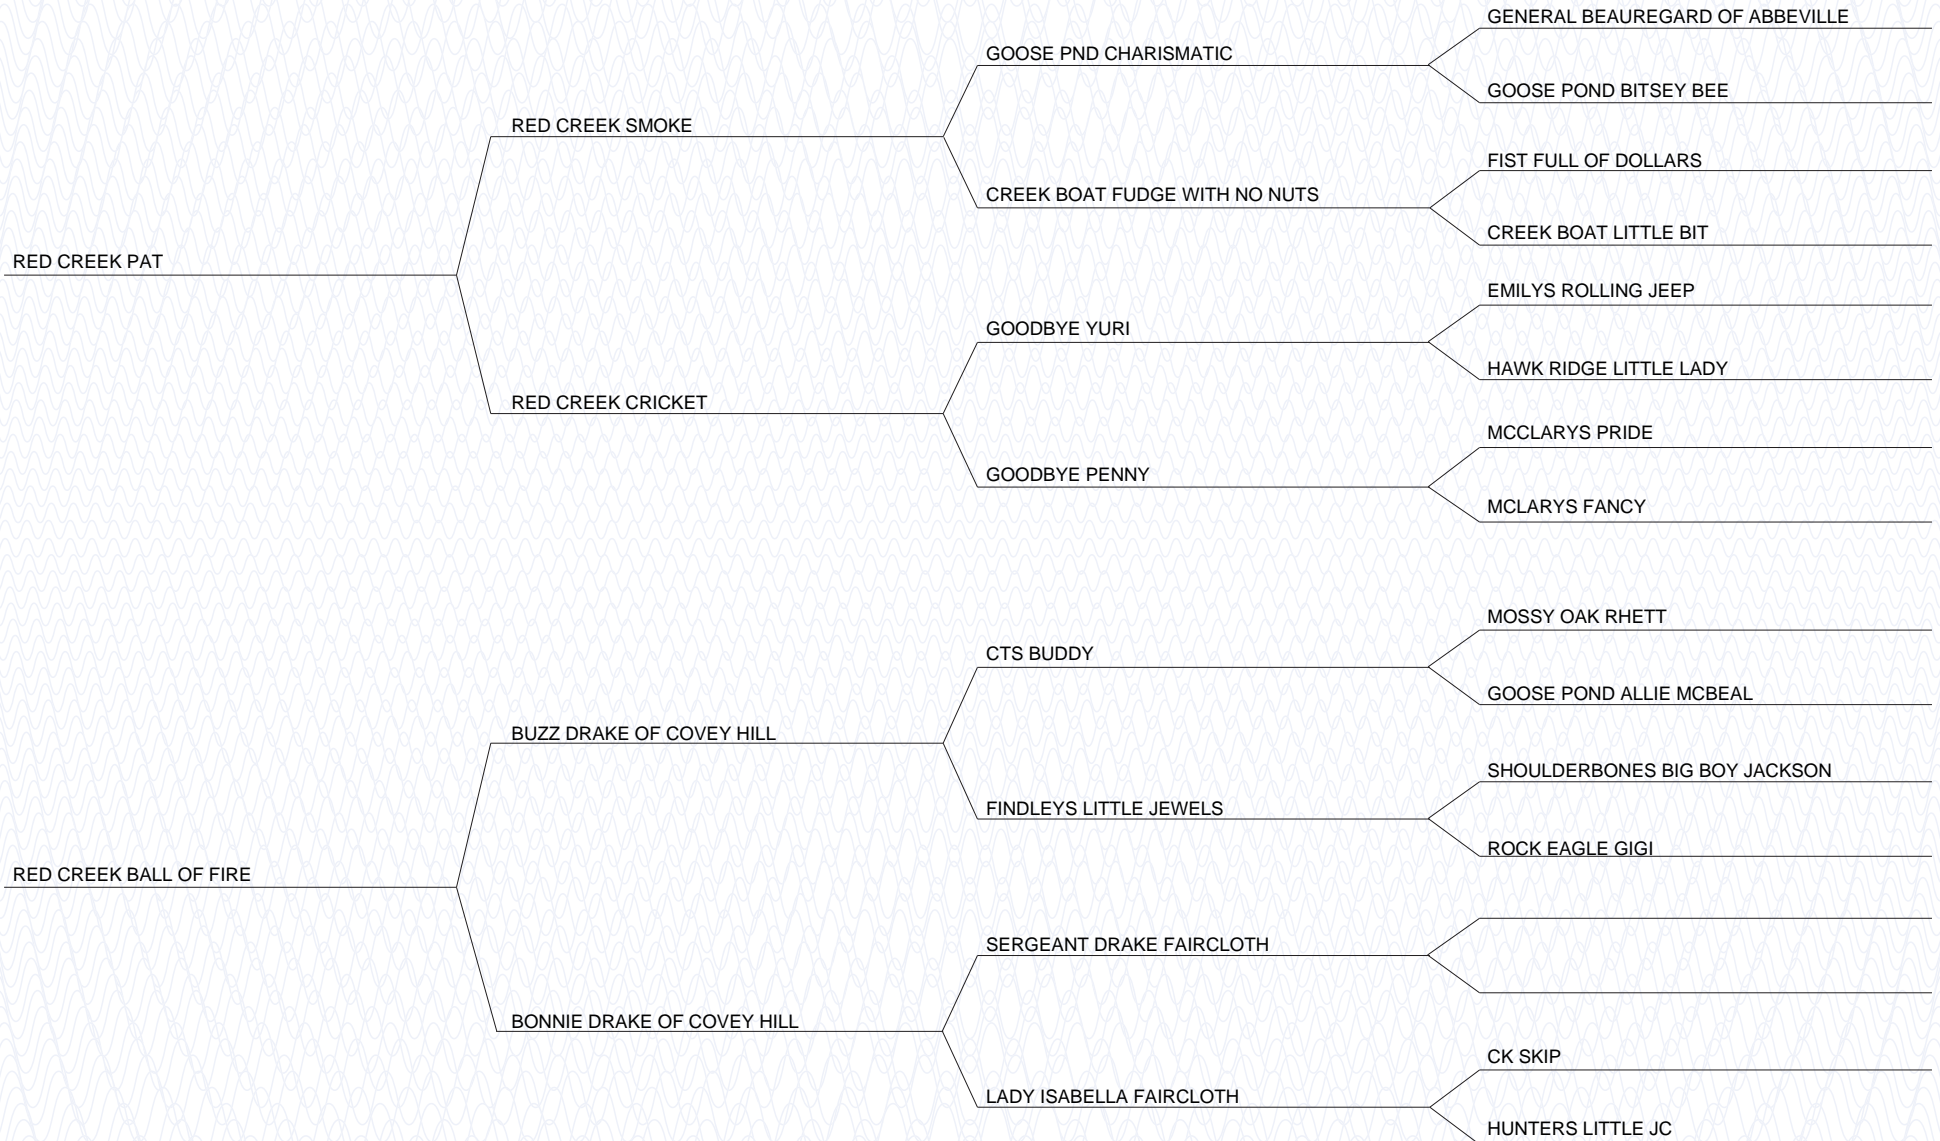 GENERAL BEAUREGARD OF ABBEVILLE
GOOSE PND CHARISMATIC
GOOSE POND BITSEY BEE
RED CREEK SMOKE
FIST FULL OF DOLLARS
CREEK BOAT FUDGE WITH NO NUTS
CREEK BOAT LITTLE BIT
RED CREEK PAT
EMILYS ROLLING JEEP
GOODBYE YURI
HAWK RIDGE LITTLE LADY
RED CREEK CRICKET
MCCLARYS PRIDE
GOODBYE PENNY
MCLARYS FANCY
MOSSY OAK RHETT
CTS BUDDY
GOOSE POND ALLIE MCBEAL
BUZZ DRAKE OF COVEY HILL
SHOULDERBONES BIG BOY JACKSON
FINDLEYS LITTLE JEWELS
ROCK EAGLE GIGI
RED CREEK BALL OF FIRE
SERGEANT DRAKE FAIRCLOTH
BONNIE DRAKE OF COVEY HILL
CK SKIP
LADY ISABELLA FAIRCLOTH
HUNTERS LITTLE JC